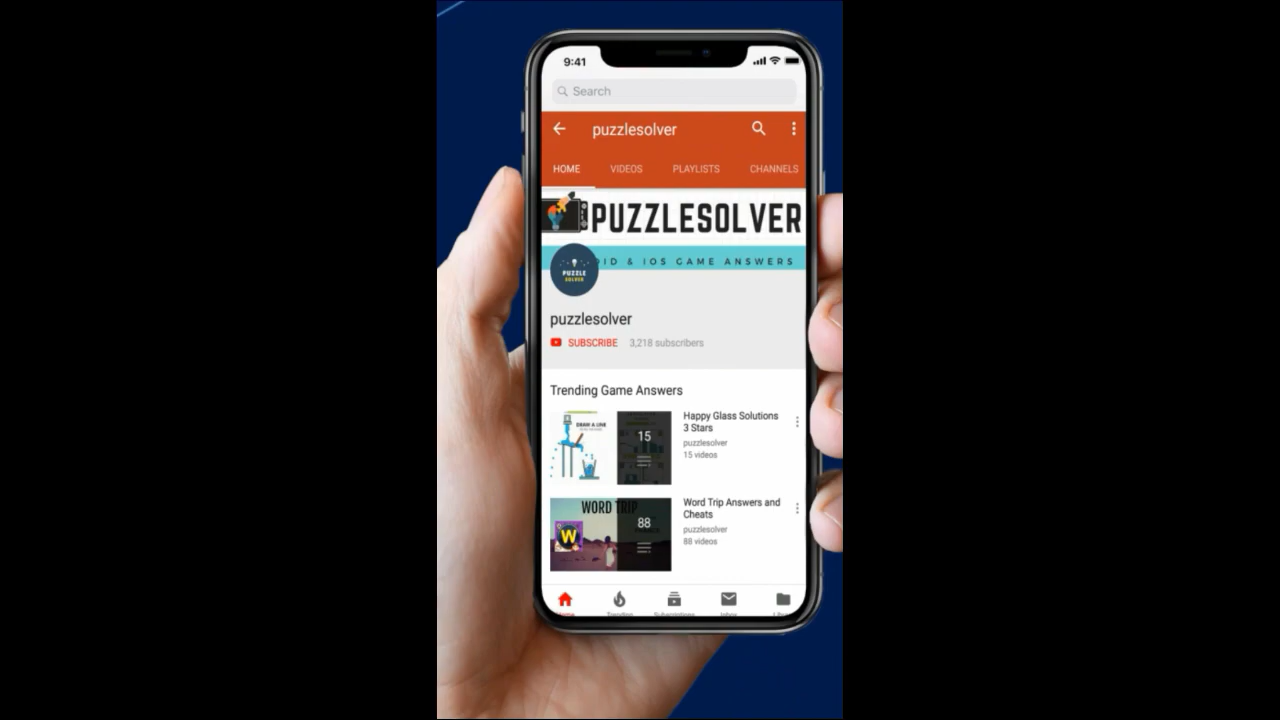 9:41
Search
puzzlesolver
HOME VIDEOS PLAYLISTS CHANNELS
PUZZLESOLVER
ID & IOS GAME ANSWERS
PUZZLE
SOLVER
puzzlesolver
SUBSCRIBE 3,218 subscribers
Trending Game Answers
DRAW A LINE
15
Happy Glass Solutions
3 Stars
puzzlesolver
15 videos
WORD TRIP
W
88
Word Trip Answers and
Cheats
puzzlesolver
88 videos